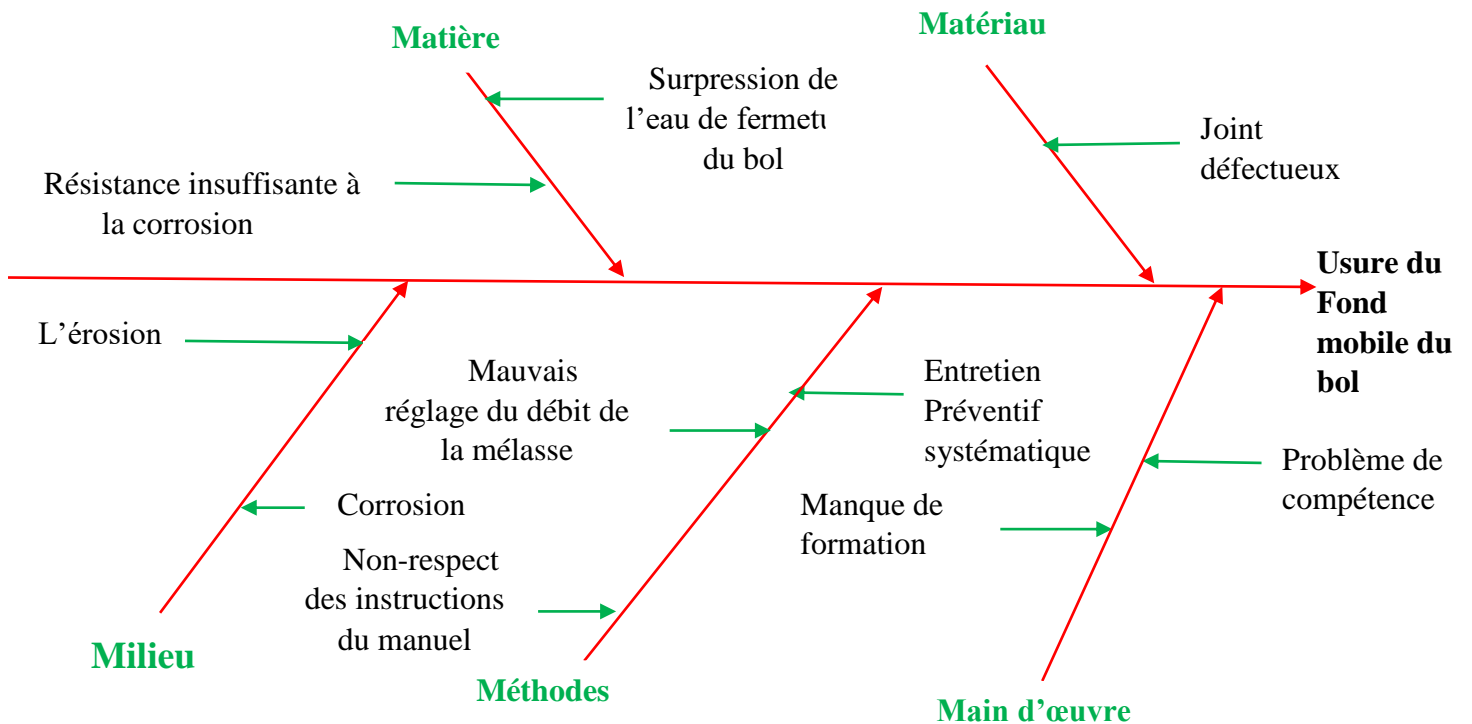 Matière
Matériau
Surpression de
l’eau de fermetu
du bol
Joint
défectueux
Résistance insuffisante à
la corrosion
Usure du
Fond
mobile du
bol
L’érosion
Mauvais
réglage du débit de
la mélasse
Entretien
Préventif
systématique
Problème de
compétence
Corrosion
Manque de
formation
Non-respect
des instructions
du manuel
Milieu
Méthodes
Main d’œuvre